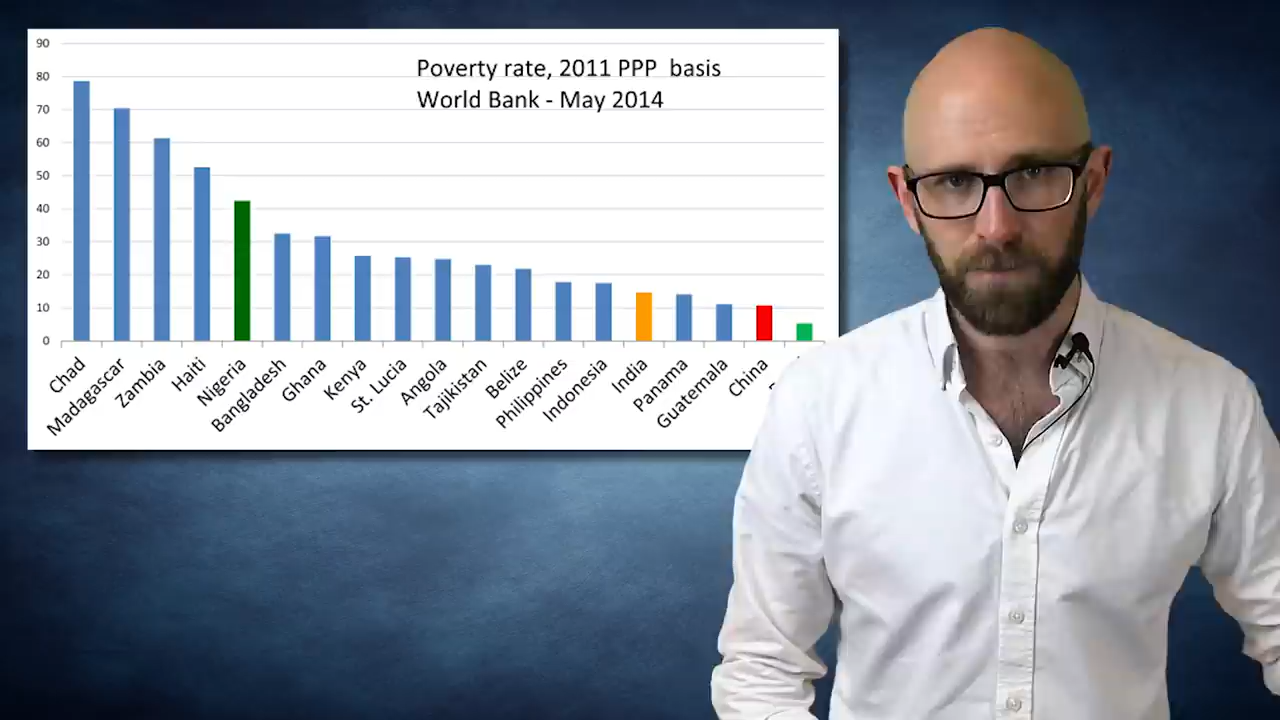 Poverty rate, 2011 PPP basis
World Bank - May 2014
90
80
70
60
50
40
30
20
10
0
Chad
Madagascar
Zambia
Haiti
Nigeria
Bangladesh
Ghana
Kenya
St. Lucia
Angola
Tajikistan
Belize
Philippines
Indonesia
India
Panama
Guatemala
China